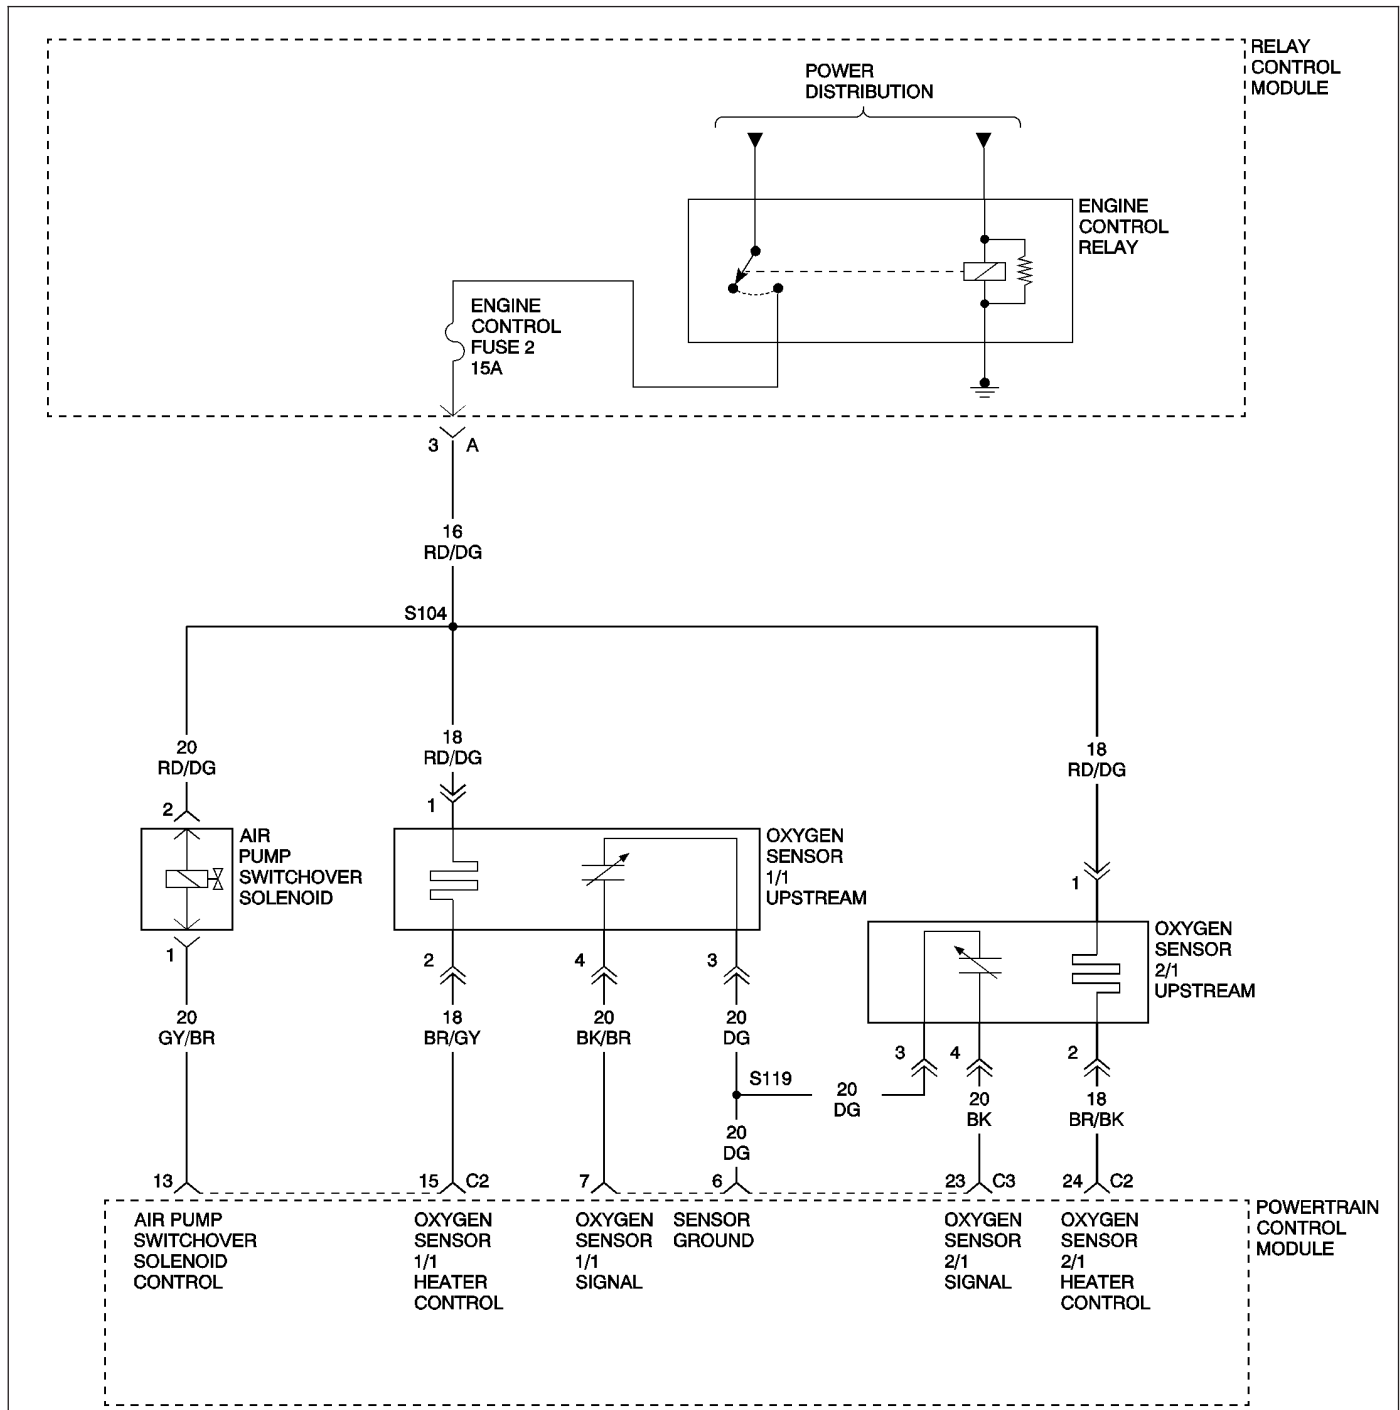 RELAY
CONTROL
MODULE
POWER
DISTRIBUTION
ENGINE
CONTROL
RELAY
ENGINE
CONTROL
FUSE 2
15A
3 A
16
RD/DG
S104
20
RD/DG
18
RD/DG
18
RD/DG
2
1
1
AIR
PUMP
SWITCHOVER
SOLENOID
OXYGEN
SENSOR
1/1
UPSTREAM
OXYGEN
SENSOR
2/1
UPSTREAM
1
2
4
3
20
GY/BR
18
BR/GY
20
BK/BR
20
DG
3
4
2
S119
20
DG
20
BK
18
BR/BK
20
DG
13
15 C2
7
6
23 C3
24 C2
AIR PUMP
SWITCHOVER
SOLENOID
CONTROL
OXYGEN
SENSOR
1/1
HEATER
CONTROL
OXYGEN
SENSOR
1/1
SIGNAL
SENSOR
GROUND
OXYGEN
SENSOR
2/1
SIGNAL
OXYGEN
SENSOR
2/1
HEATER
CONTROL
POWERTRAIN
CONTROL
MODULE